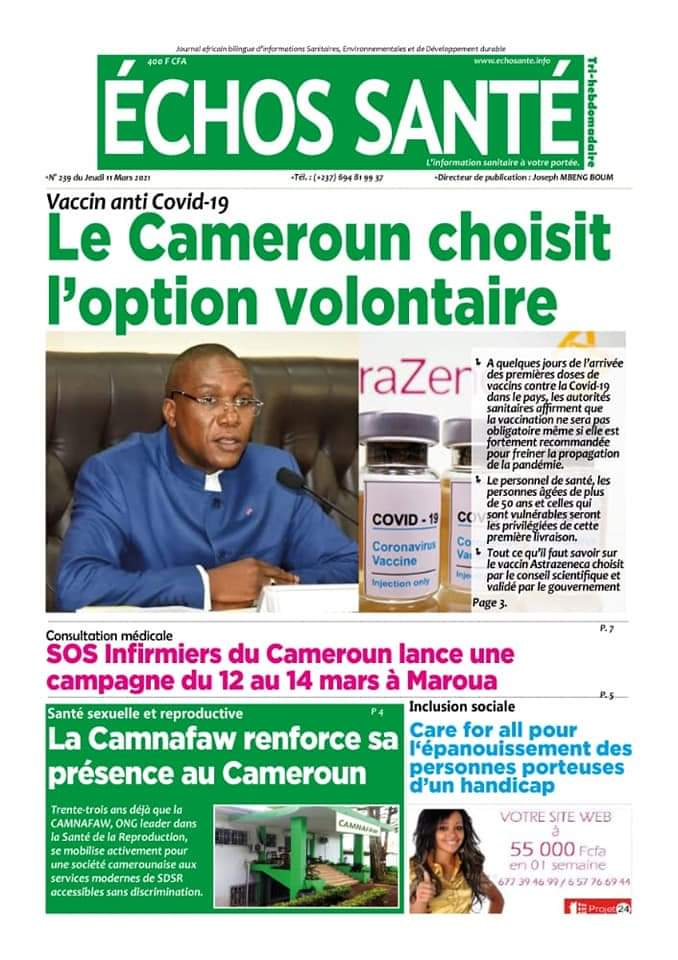 Journal africain bilingue d'informations Sanitaires, Environnementales et de Développement durable
400 F CFA
www.echosante.info
ÉCHOS SANTÉ
Tri-hebdomadaire
L'information sanitaire à votre portée.
•N° 239 du Jeudi 11 Mars 2021
•Tél. : (+237) 694 81 99 37
•Directeur de publication : Joseph MBENG BOUM
Vaccin anti Covid-19
Le Cameroun choisit
l'option volontaire
raZene
COVID - 19
Coronavirus
Vaccine
Injection only
A quelques jours de l'arrivée
des premières doses de
vaccins contre la Covid-19
dans le pays, les autorités
sanitaires affirment que
la vaccination ne sera pas
obligatoire même si elle est
fortement recommandée
pour freiner la propagation
de la pandémie.
Le personnel de santé, les
personnes âgées de plus
de 50 ans et celles qui
sont vulnérables seront
les privilégiées de cette
première livraison.
Tout ce qu'il faut savoir sur
le vaccin Astrazeneca choisit
par le conseil scientifique et
validé par le gouvernement
Page 3.
P. 7
Consultation médicale
SOS Infirmiers du Cameroun lance une
campagne du 12 au 14 mars à Maroua
P. 5
Santé sexuelle et reproductive
P 4
La Camnafaw renforce sa
présence au Cameroun
Trente-trois ans déjà que la
CAMNAFAW, ONG leader dans
la Santé de la Reproduction,
se mobilise activement pour
une société camerounaise aux
services modernes de SDSR
accessibles sans discrimination.
CAMNAFAW
Inclusion sociale
Care for all pour
l'épanouissement des
personnes porteuses
d'un handicap
VOTRE SITE WEB
à
55 000 Fcfa
en 01 semaine
677 39 46 99 / 6 57 76 69 44
Projet24